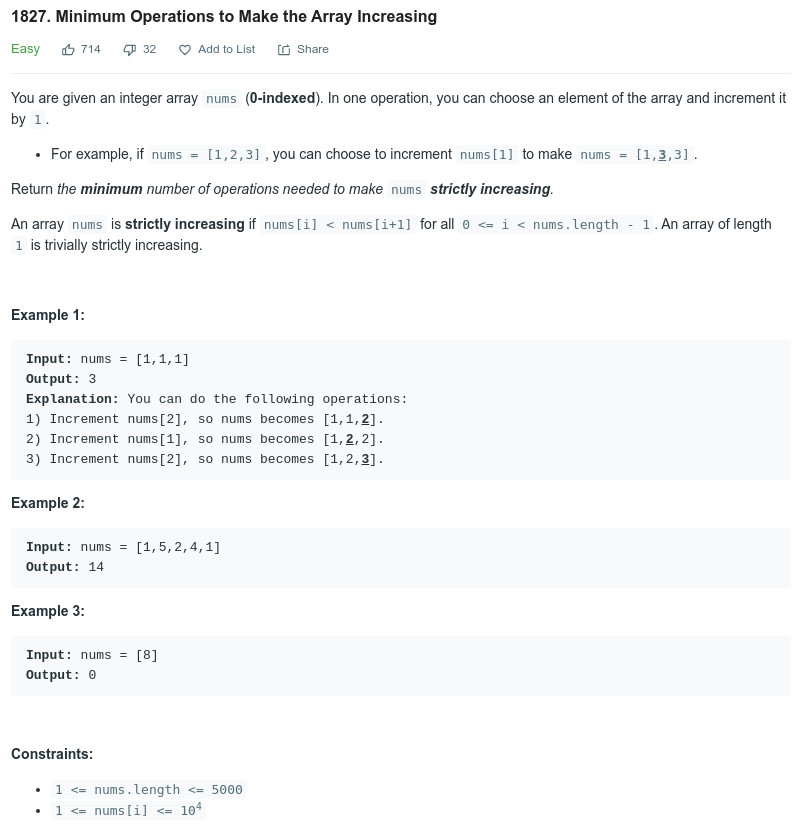 1827. Minimum Operations to Make the Array Increasing
Easy 714 32 Add to List Share
You are given an integer array nums (0-indexed). In one operation, you can choose an element of the array and increment it
by 1.
• For example, if nums = [1,2,3], you can choose to increment nums[1] to make nums = [1,3,3].
Return the minimum number of operations needed to make nums strictly increasing.
An array nums is strictly increasing if nums[i] < nums[i+1] for all 0 <= i < nums.length - 1. An array of length
1 is trivially strictly increasing.
Example 1:
Input: nums = [1,1,1]
Output: 3
Explanation: You can do the following operations:
1) Increment nums[2], so nums becomes [1,1,2].
2) Increment nums[1], so nums becomes [1,2,2].
3) Increment nums[2], so nums becomes [1,2,3].
Example 2:
Input: nums = [1,5,2,4,1]
Output: 14
Example 3:
Input: nums = [8]
Output: 0
Constraints:
• 1 <= nums.length <= 5000
• 1 <= nums[i] <= 10⁴